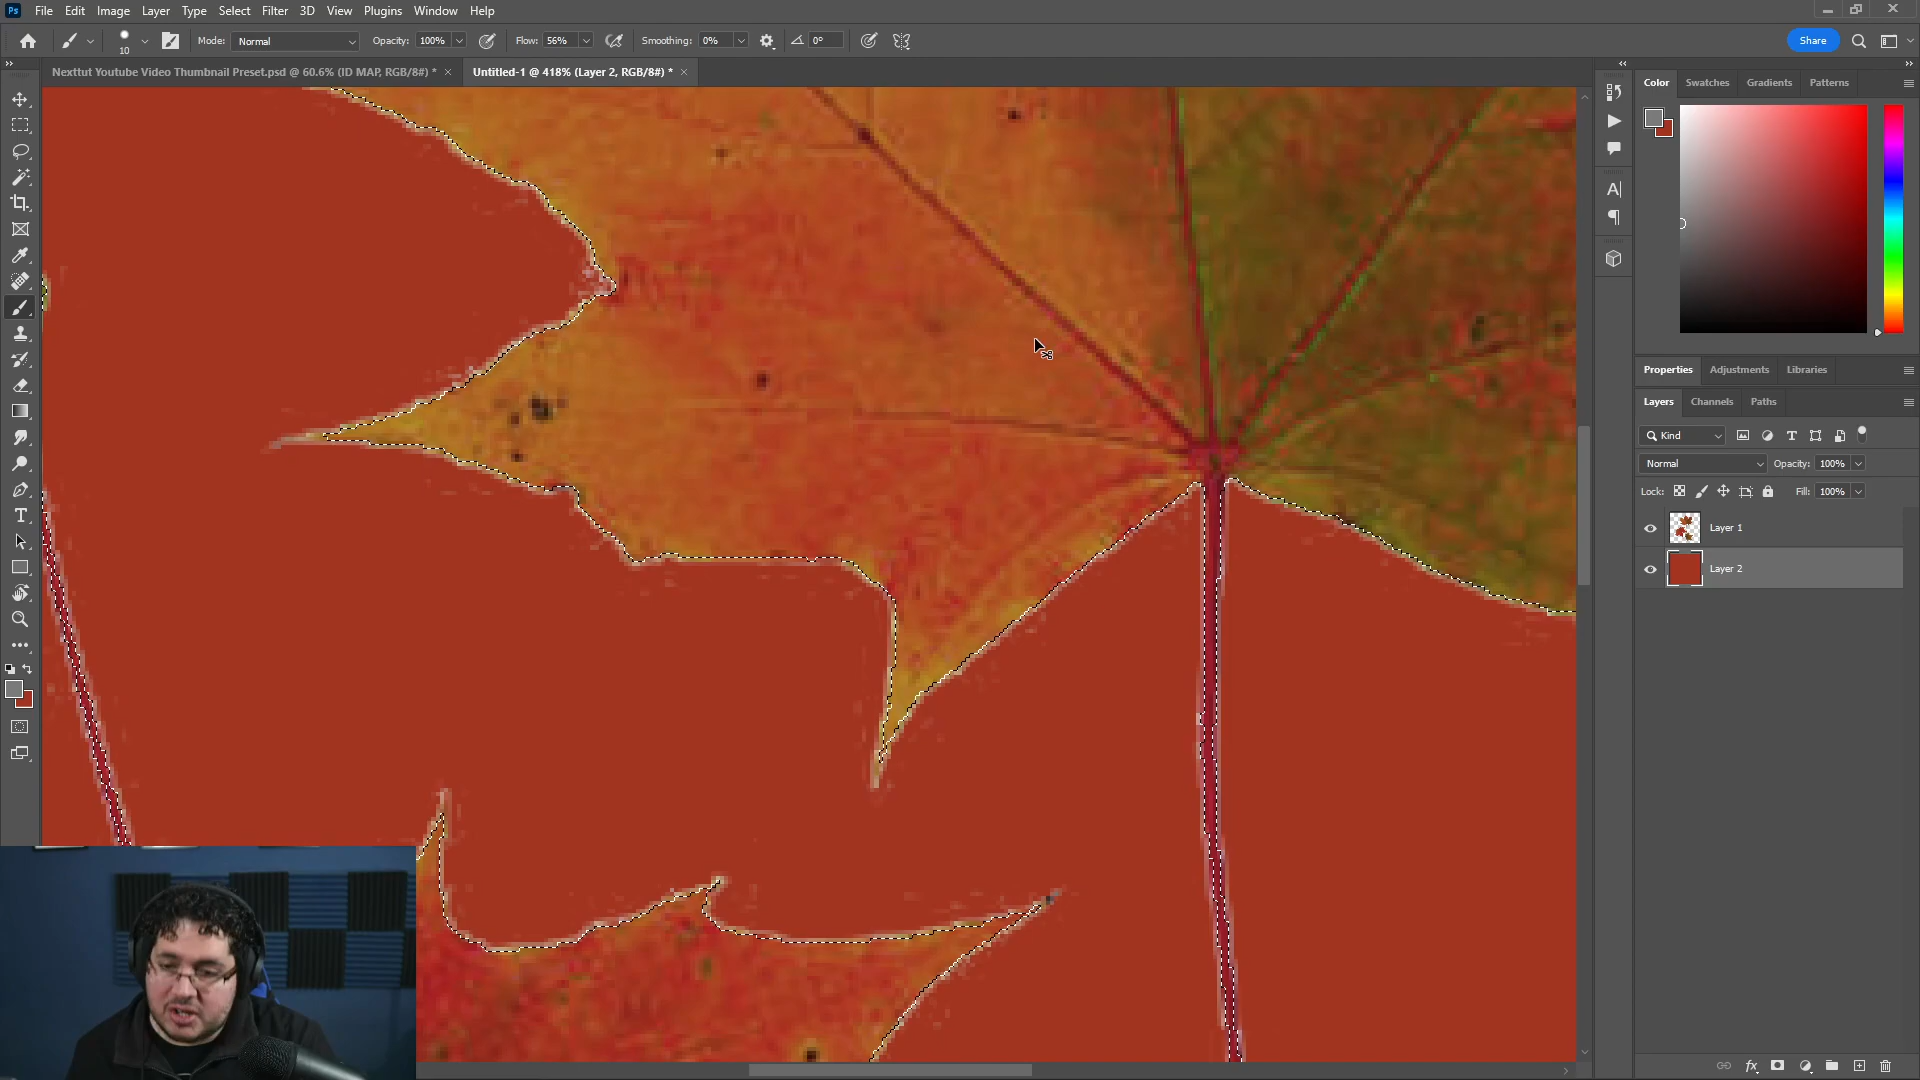 Ps File Edit Image Layer Type Select Filter 3D View Plugins Window Help
10 Mode: Normal Opacity: 100% Flow: 56% Smoothing: 0% 0° Share
Nexttut Youtube Video Thumbnail Preset.psd @ 60.6% (ID MAP, RGB/8#) * × Untitled-1 @ 418% (Layer 2, RGB/8#) * ×
Color Swatches Gradients Patterns
Properties Adjustments Libraries
Layers Channels Paths
Kind
Normal Opacity: 100%
Lock: Fill: 100%
Layer 1
Layer 2
fx